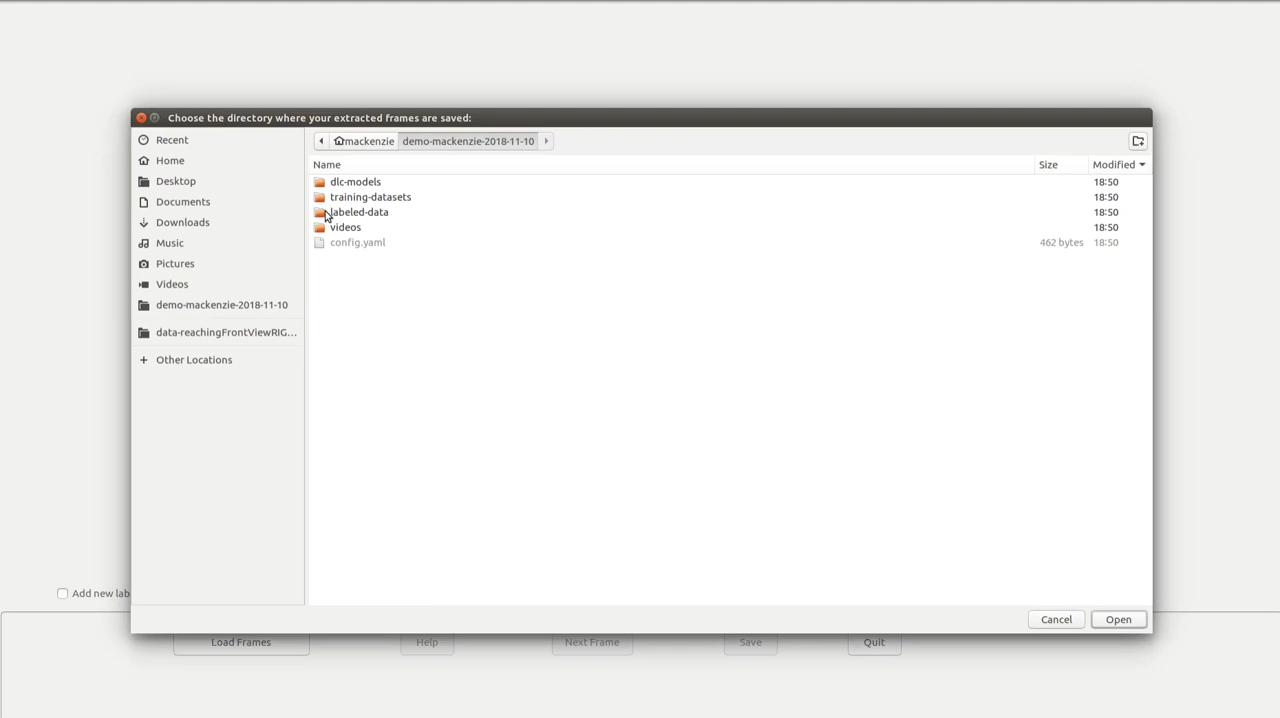 Choose the directory where your extracted frames are saved:
Recent
Home
Desktop
Documents
Downloads
Music
Pictures
Videos
demo-mackenzie-2018-11-10
data-reachingFrontViewRIG...
Other Locations
mackenzie demo-mackenzie-2018-11-10
Name Size Modified
dlc-models 18:50
training-datasets 18:50
labeled-data 18:50
videos 18:50
config.yaml 462 bytes 18:50
Cancel Open
Add new lab
Load Frames Help Next Frame Save Quit